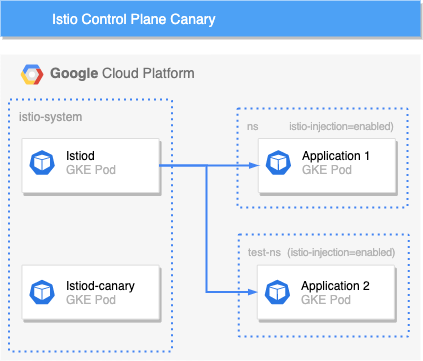 Istio Control Plane Canary
Google Cloud Platform
istio-system
Istiod
GKE Pod
ns istio-injection=enabled)
Application 1
GKE Pod
test-ns (istio-injection=enabled)
Istiod-canary
GKE Pod
Application 2
GKE Pod